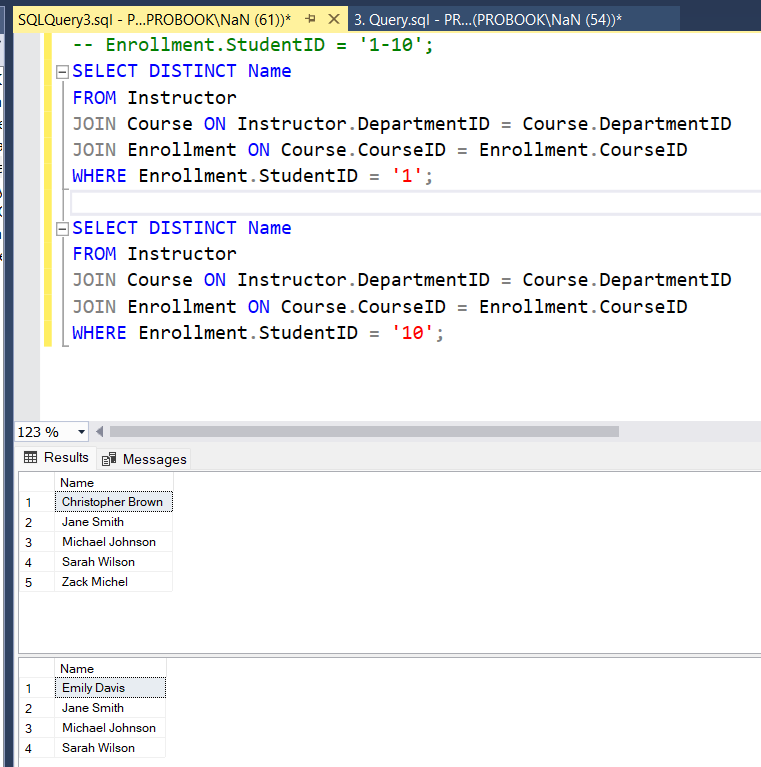 SQLQuery3.sql - P...PROBOOK\NaN (61))*
3. Query.sql - PR...(PROBOOK\NaN (54))*
-- Enrollment.StudentID = '1-10';
SELECT DISTINCT Name
FROM Instructor
JOIN Course ON Instructor.DepartmentID = Course.DepartmentID
JOIN Enrollment ON Course.CourseID = Enrollment.CourseID
WHERE Enrollment.StudentID = '1';
SELECT DISTINCT Name
FROM Instructor
JOIN Course ON Instructor.DepartmentID = Course.DepartmentID
JOIN Enrollment ON Course.CourseID = Enrollment.CourseID
WHERE Enrollment.StudentID = '10';
123 %
Results Messages
Name
1 Christopher Brown
2 Jane Smith
3 Michael Johnson
4 Sarah Wilson
5 Zack Michel
Name
1 Emily Davis
2 Jane Smith
3 Michael Johnson
4 Sarah Wilson